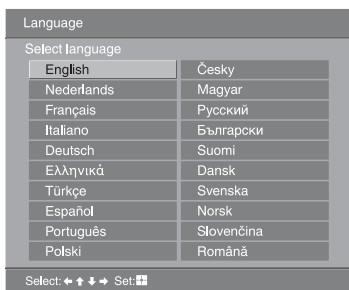 Language
Select language
English Česky
Nederlands Magyar
Français Русский
Italiano Български
Deutsch Suomi
Ελληνικά Dansk
Türkçe Svenska
Español Norsk
Português Slovenčina
Polski Română
Select: ← ↑ ↓ → Set: